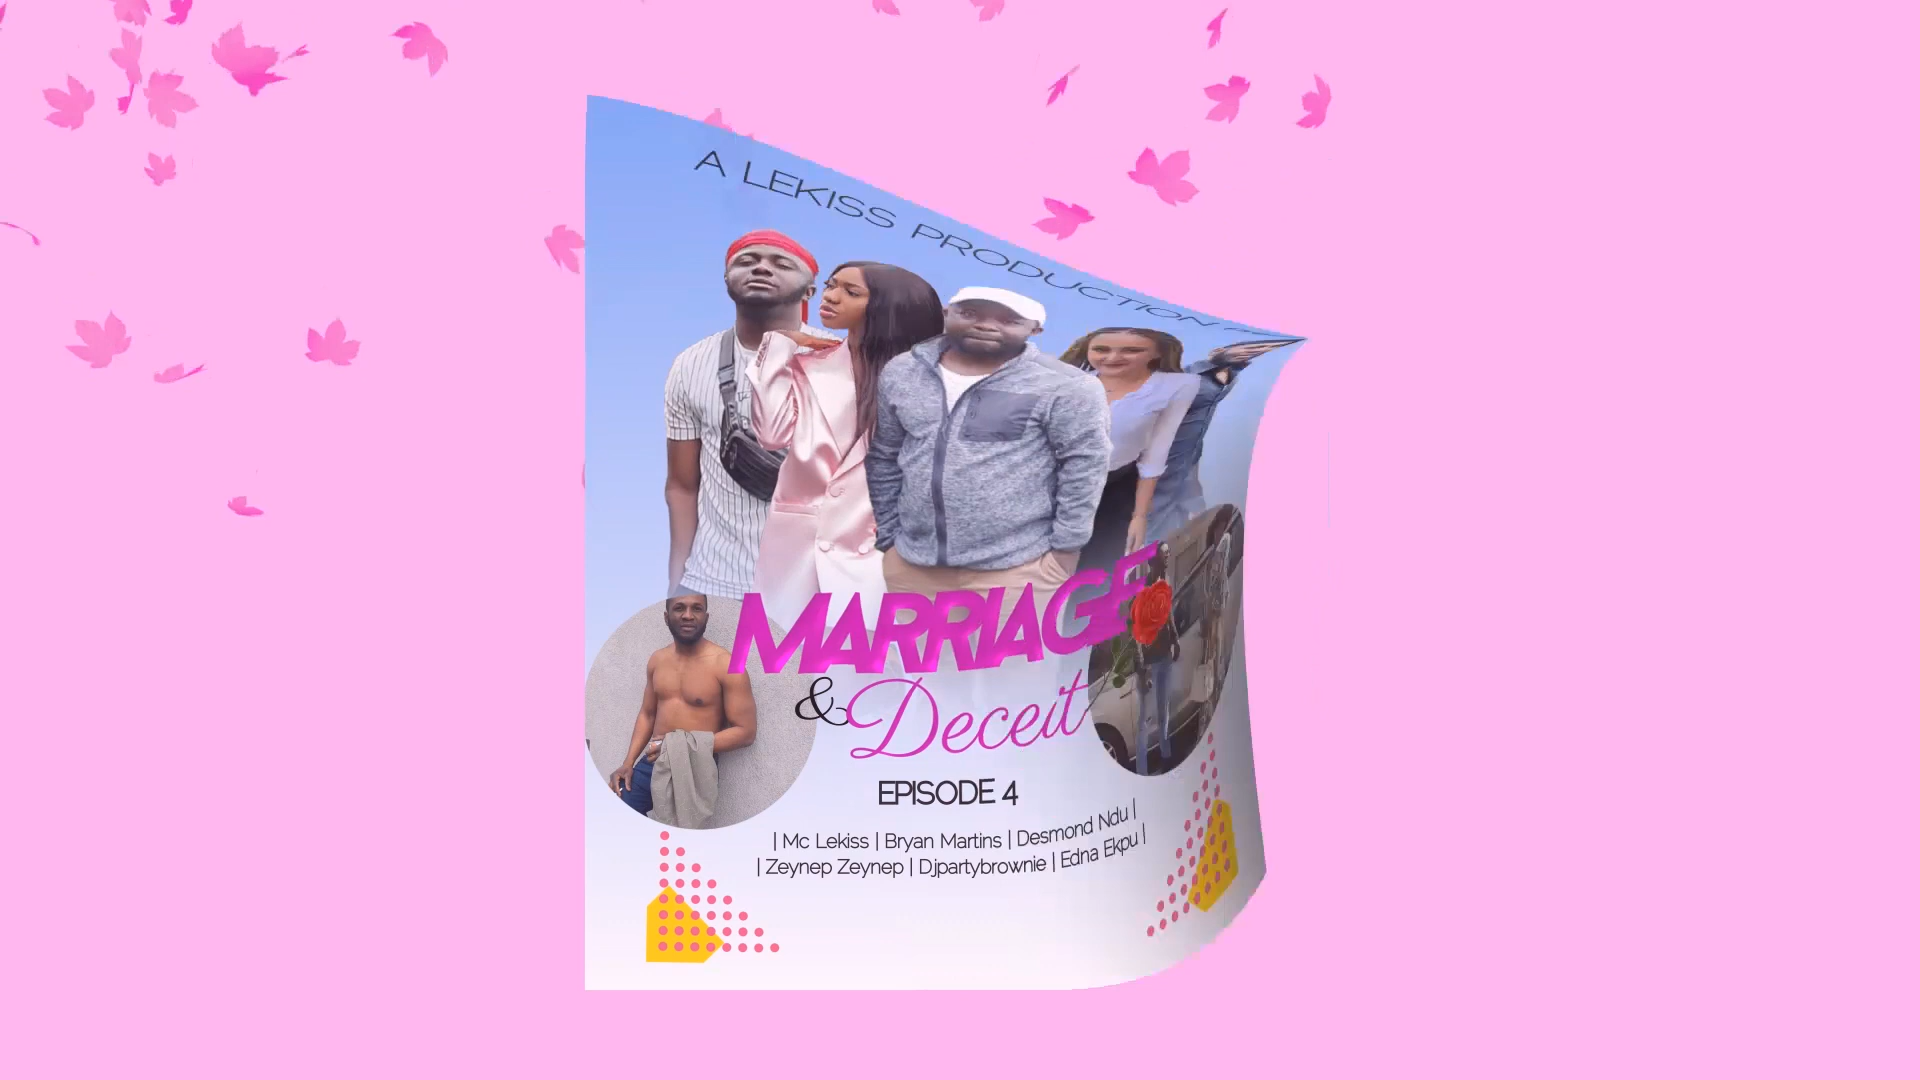 A LEKISS PRODUCTION
MARRIAGE
& Deceit
EPISODE 4
| Mc Lekiss | Bryan Martins | Desmond Ndu |
| Zeynep Zeynep | Djpartybrownie | Edna Ekpu |